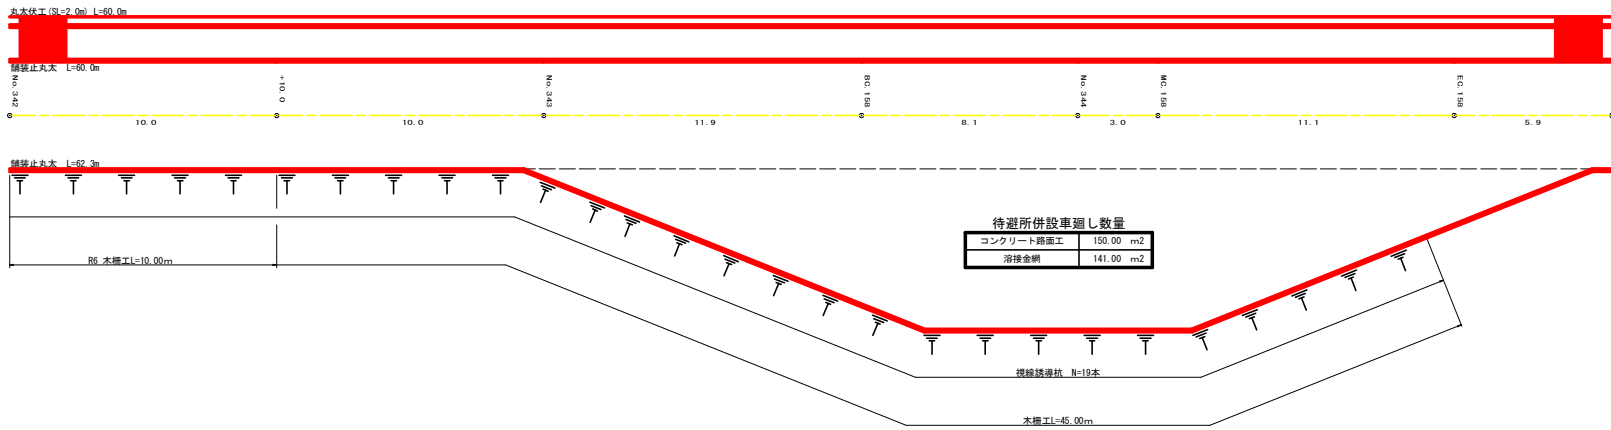 丸太伏工(SL=2.0m) L=60.0m
舗装止丸太 L=60.0m
No.342
+10.0
No.343
BC.158
No.344
MC.158
EC.158
10.0
10.0
11.9
8.1
3.0
11.1
5.9
舗装止丸太 L=62.3m
待避所併設車廻し数量
コンクリート路面工 150.00 m2
溶接金網 141.00 m2
R6 木柵工L=10.00m
視線誘導杭 N=19本
木柵工L=45.00m